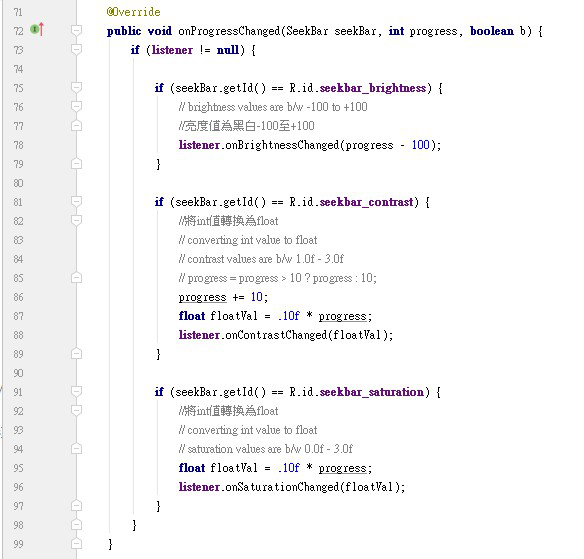 71 @Override
72 public void onProgressChanged(SeekBar seekBar, int progress, boolean b) {
73 if (listener != null) {
74
75 if (seekBar.getId() == R.id.seekbar_brightness) {
76 // brightness values are b/w -100 to +100
77 //亮度值為黑白-100至+100
78 listener.onBrightnessChanged(progress - 100);
79 }
80
81 if (seekBar.getId() == R.id.seekbar_contrast) {
82 //將int值轉換為float
83 // converting int value to float
84 // contrast values are b/w 1.0f - 3.0f
85 // progress = progress > 10 ? progress : 10;
86 progress += 10;
87 float floatVal = .10f * progress;
88 listener.onContrastChanged(floatVal);
89 }
90
91 if (seekBar.getId() == R.id.seekbar_saturation) {
92 //將int值轉換為float
93 // converting int value to float
94 // saturation values are b/w 0.0f - 3.0f
95 float floatVal = .10f * progress;
96 listener.onSaturationChanged(floatVal);
97 }
98 }
99 }